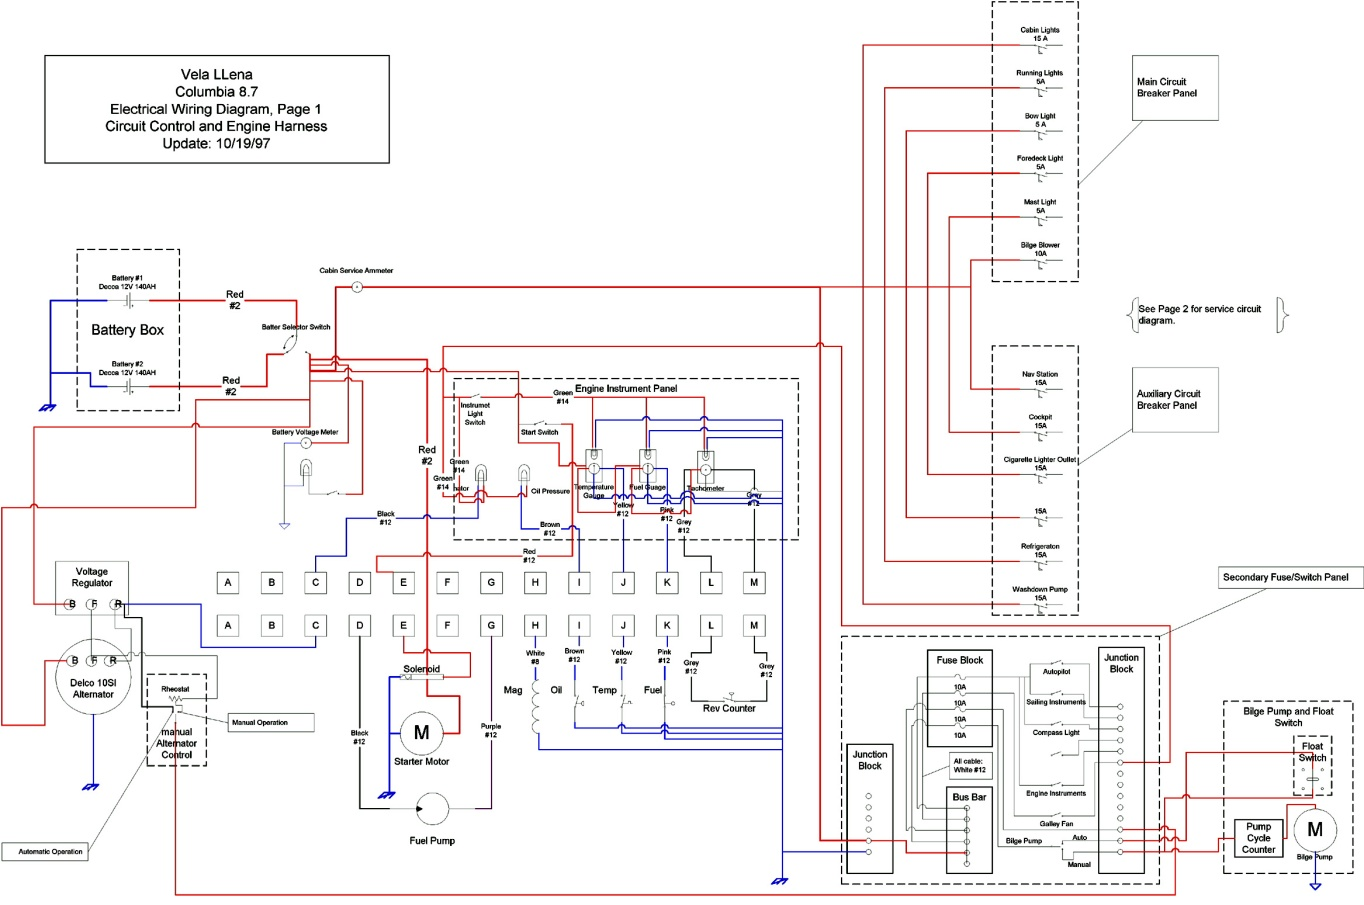 Vela LLena
Columbia 8.7
Electrical Wiring Diagram, Page 1
Circuit Control and Engine Harness
Update: 10/19/97
Cabin Lights
15 A
Running Lights
5A
Bow Light
5 A
Foredeck Light
5A
Mast Light
5A
Bilge Blower
10A
Main Circuit
Breaker Panel
See Page 2 for service circuit
diagram.
Nav Station
15A
Cockpit
15A
Cigarette Lighter Outlet
15A
15A
Refrigeraton
15A
Washdown Pump
15A
Auxiliary Circuit
Breaker Panel
Cabin Service Ammeter
Battery #1
Decca 12V 140AH
Battery Box
Battery #2
Decca 12V 140AH
Red
#2
Red
#2
Batter Selector Switch
Battery Voltage Meter
Red
#2
Engine Instrument Panel
Green
#14
Instrumet
Light
Switch
Start Switch
Green
#14
Green
#14
nator
Oil Pressure
Temperature
Gauge
Fuel Guage
Tachometer
Yellow
#12
Pink
#12
Grey
#12
Grey
#12
Black
#12
Brown
#12
Red
#12
A B C D E F G H I J K L M
A B C D E F G H I J K L M
Voltage
Regulator
B F R
B F R
Delco 10SI
Alternator
Rheostat
manual
Alternator
Control
Manual Operation
Automatic Operation
Solenoid
M
Starter Motor
Black
#12
Purple
#12
Fuel Pump
White
#8
Brown
#12
Yellow
#12
Pink
#12
Grey
#12
Grey
#12
Mag
Oil
Temp
Fuel
Rev Counter
Secondary Fuse/Switch Panel
Fuse Block
10A
10A
10A
10A
Junction
Block
Autopilot
Sailing Instruments
Compass Light
Engine Instruments
Galley Fan
Bilge Pump
Auto
Manual
All cable:
White #12
Junction
Block
Bus Bar
Bilge Pump and Float
Switch
Float
Switch
Pump
Cycle
Counter
M
Bilge Pump